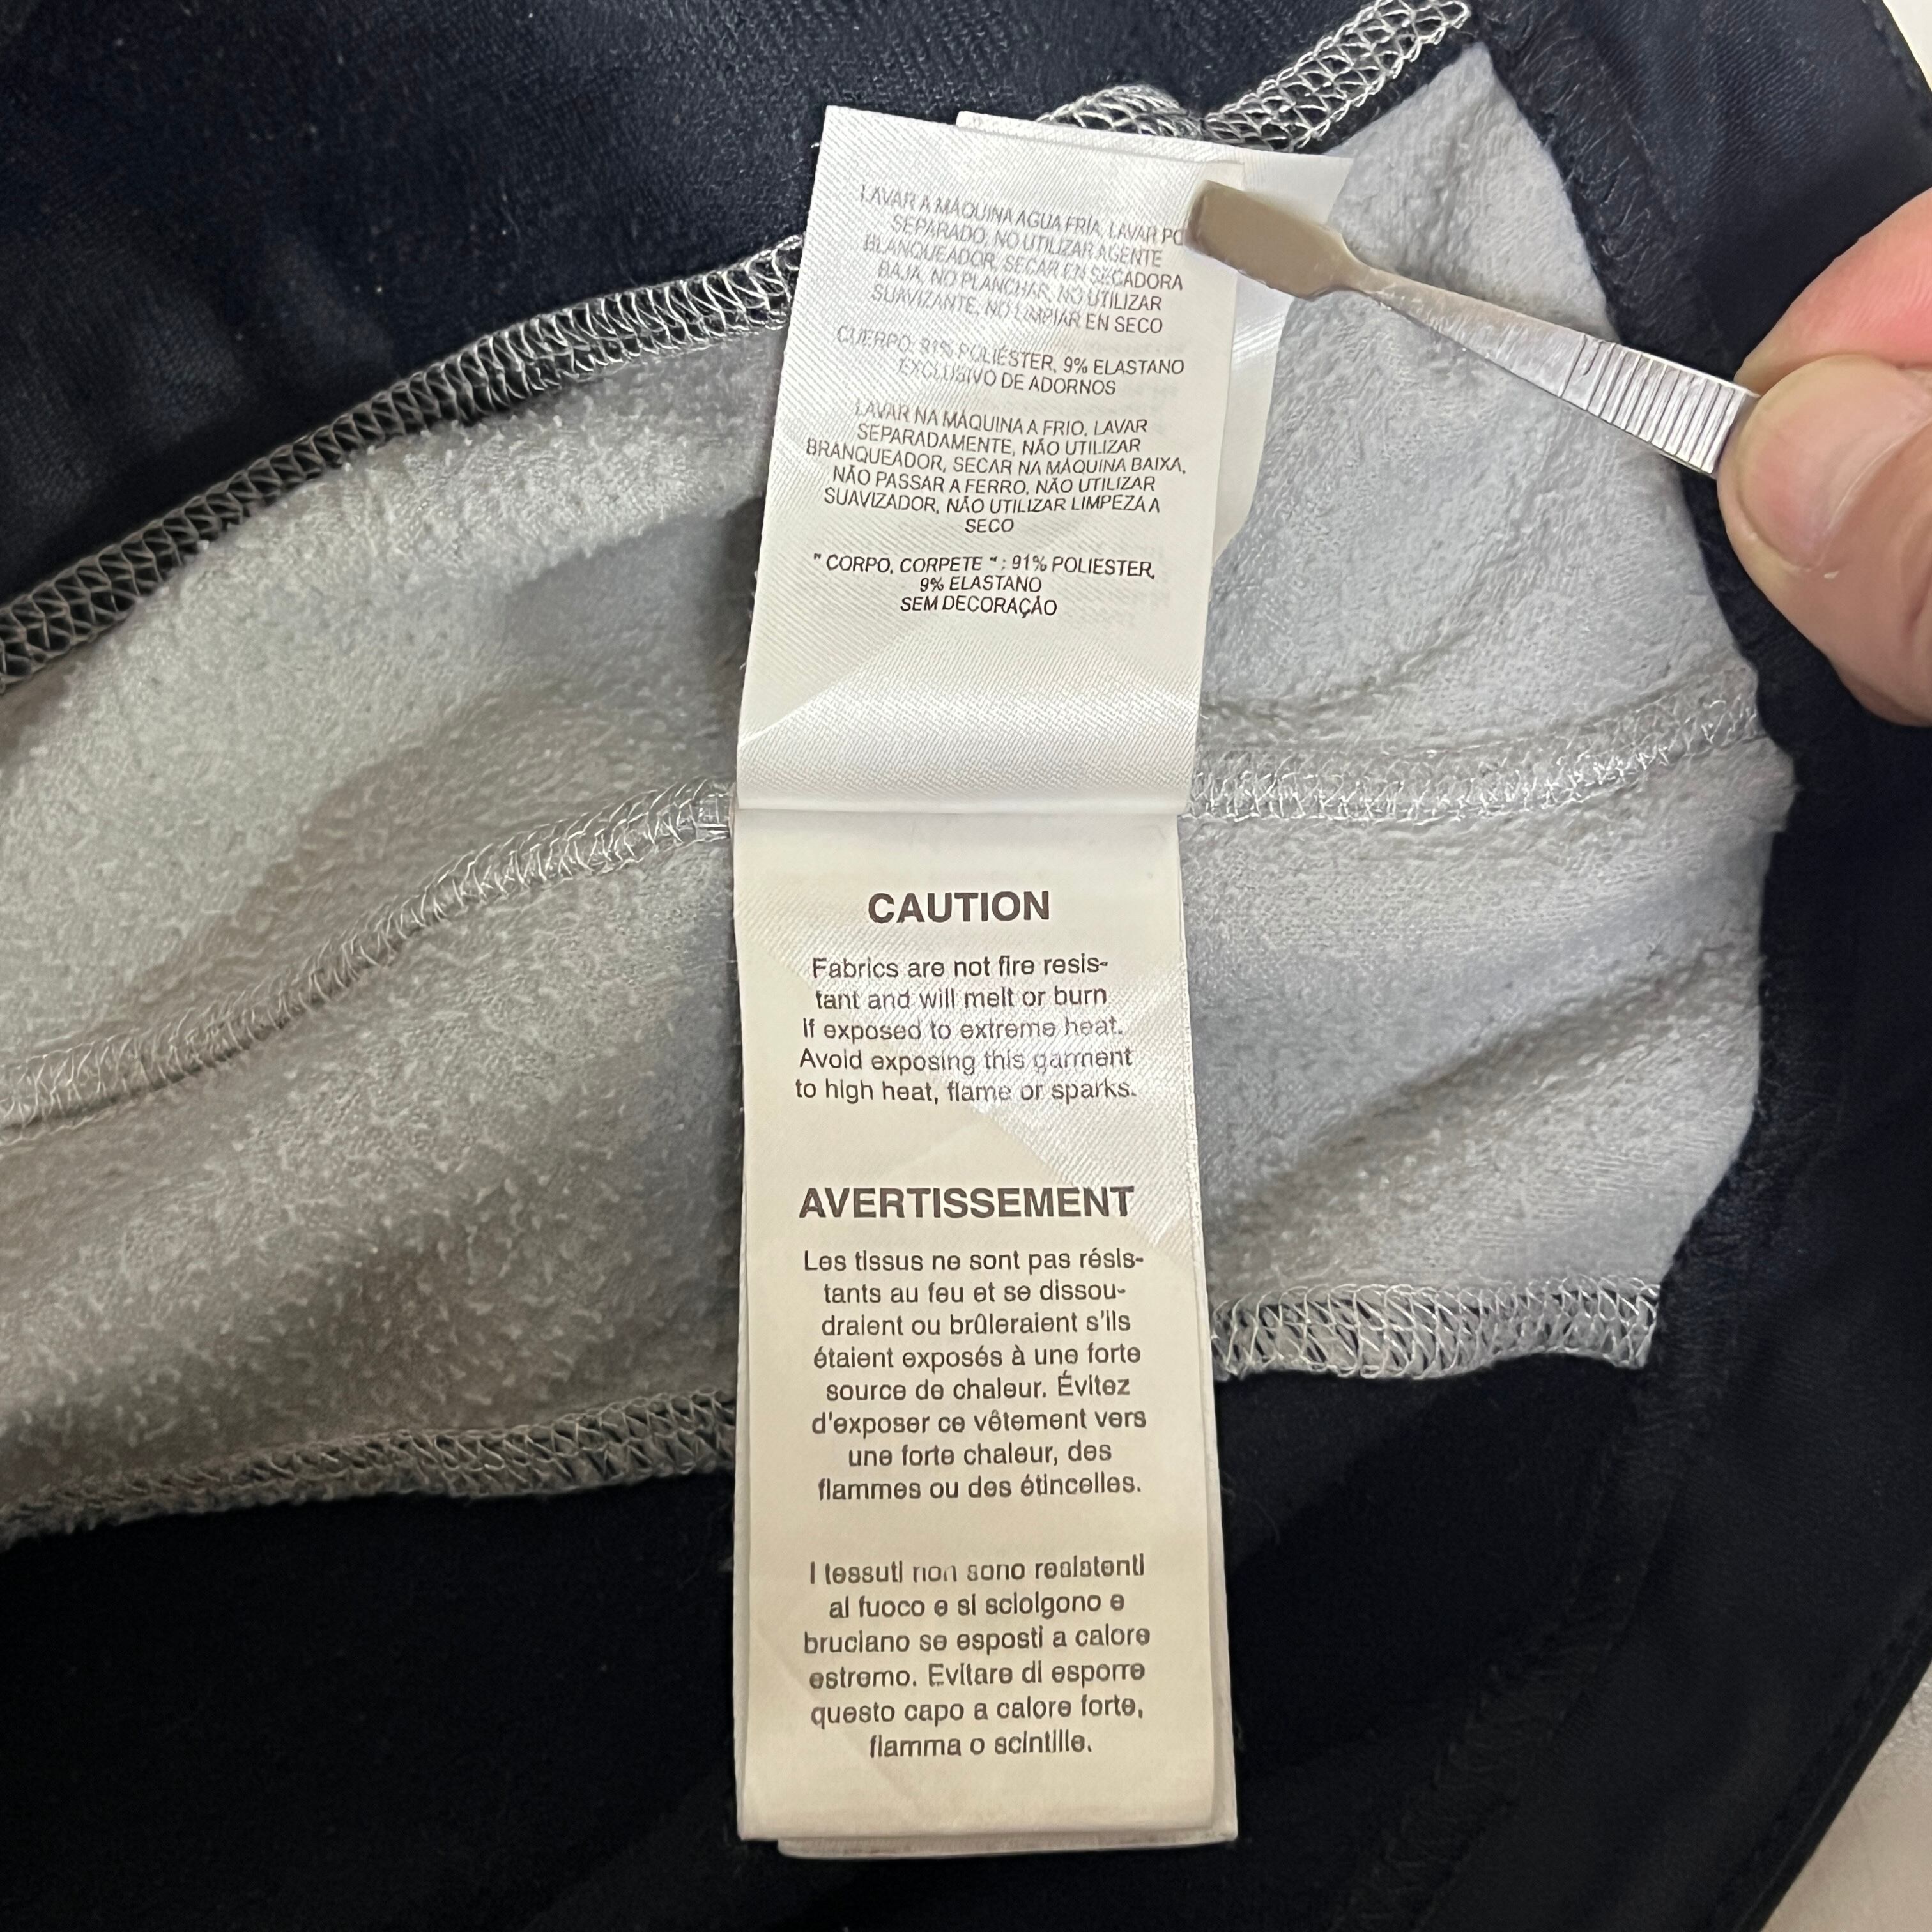 LAVAR A MÁQUINA AGUA FRÍA, LAVAR PO
SEPARADO, NO UTILIZAR AGENTE
BLANQUEADOR, SECAR EN SECADORA
BAJA, NO PLANCHAR, NO UTILIZAR
SUAVIZANTE, NO LIMPIAR EN SECO
CUERPO, 91% POLIÉSTER, 9% ELASTANO
EXCLUSIVO DE ADORNOS
LAVAR NA MÁQUINA A FRIO, LAVAR
SEPARADAMENTE, NÃO UTILIZAR
BRANQUEADOR, SECAR NA MÁQUINA BAIXA,
NÃO PASSAR A FERRO, NÃO UTILIZAR
SUAVIZADOR, NÃO UTILIZAR LIMPEZA A
SECO
" CORPO, CORPETE " : 91% POLIESTER,
9% ELASTANO
SEM DECORAÇÃO
CAUTION
Fabrics are not fire resis-
tant and will melt or burn
if exposed to extreme heat.
Avoid exposing this garment
to high heat, flame or sparks.
AVERTISSEMENT
Les tissus ne sont pas résis-
tants au feu et se dissou-
draient ou brûleraient s'ils
étaient exposés à une forte
source de chaleur. Évitez
d'exposer ce vêtement vers
une forte chaleur, des
flammes ou des étincelles.
I tessuti non sono resistenti
al fuoco e si sciolgono e
bruciano se esposti a calore
estremo. Evitare di esporre
questo capo a calore forte,
fiamma o scintille.